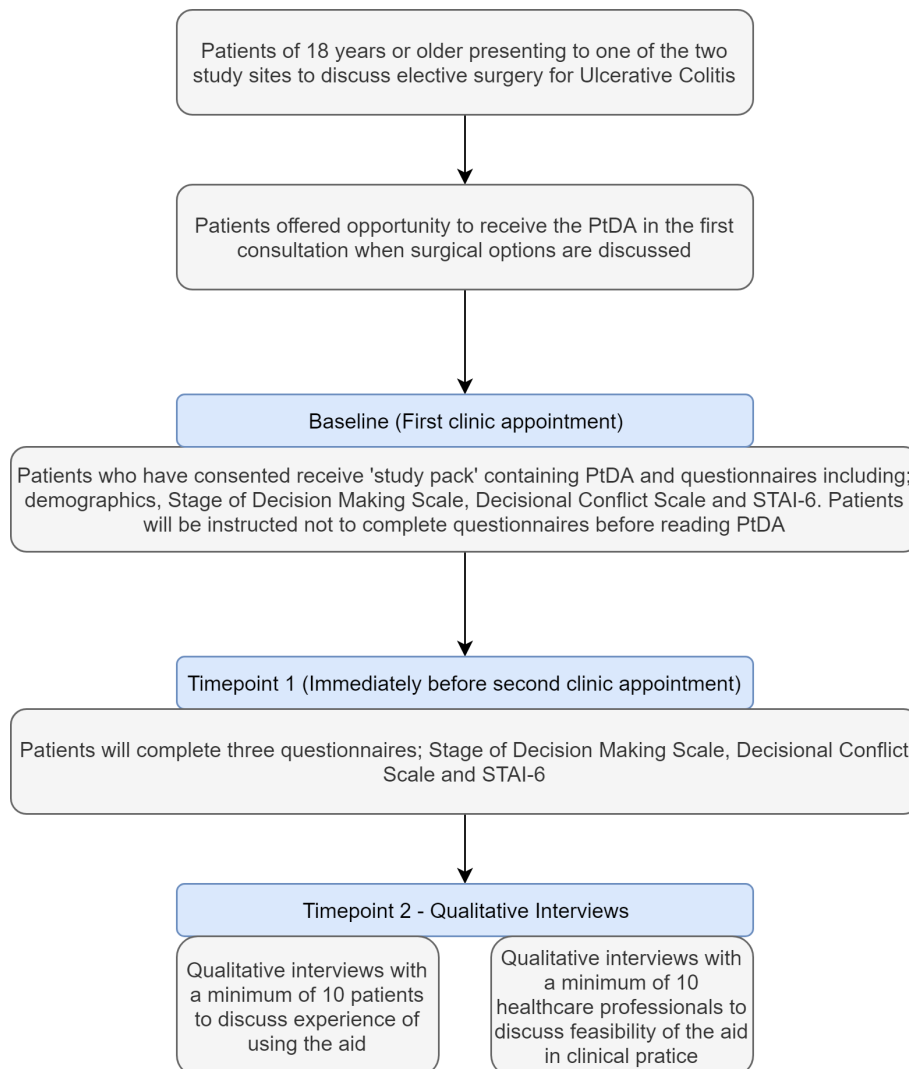 Patients of 18 years or older presenting to one of the two
study sites to discuss elective surgery for Ulcerative Colitis
Patients offered opportunity to receive the PtDA in the first
consultation when surgical options are discussed
Baseline (First clinic appointment)
Patients who have consented receive 'study pack' containing PtDA and questionnaires including;
demographics, Stage of Decision Making Scale, Decisional Conflict Scale and STAI-6. Patients
will be instructed not to complete questionnaires before reading PtDA
Timepoint 1 (Immediately before second clinic appointment)
Patients will complete three questionnaires; Stage of Decision Making Scale, Decisional Conflict
Scale and STAI-6
Timepoint 2 - Qualitative Interviews
Qualitative interviews with
a minimum of 10 patients
to discuss experience of
using the aid
Qualitative interviews with
a minimum of 10
healthcare professionals to
discuss feasibility of the aid
in clinical pratice